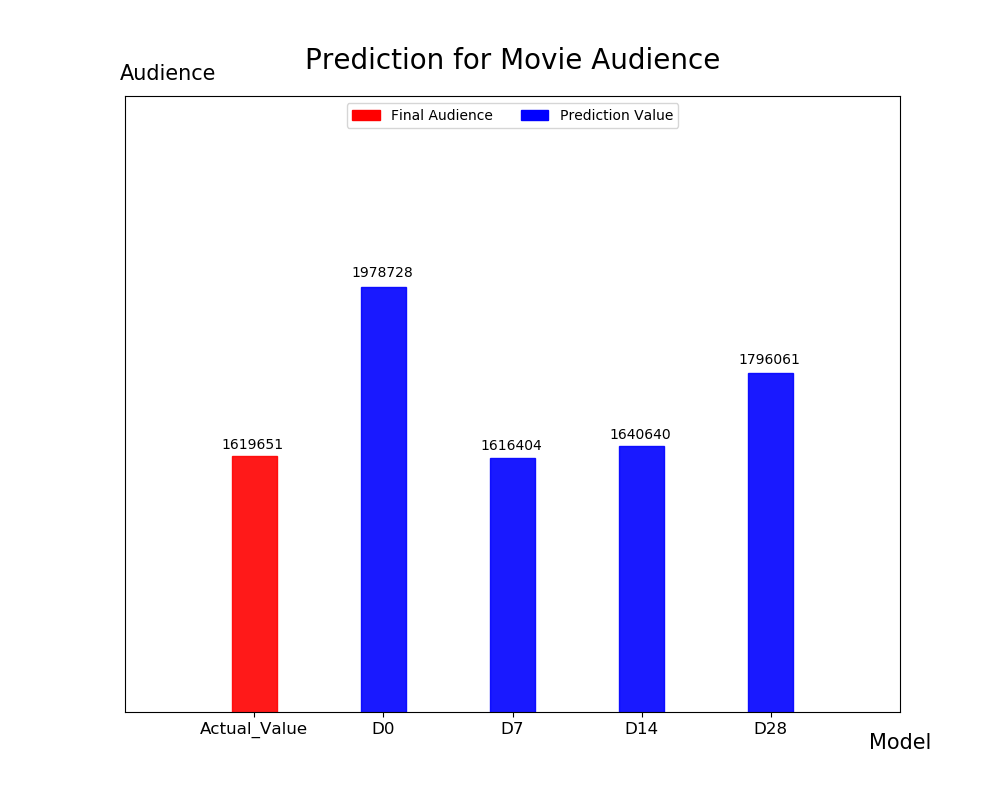 Prediction for Movie Audience
Audience
Final Audience Prediction Value
1978728
1796061
1619651 1616404 1640640
Actual_Value D0 D7 D14 D28
Model